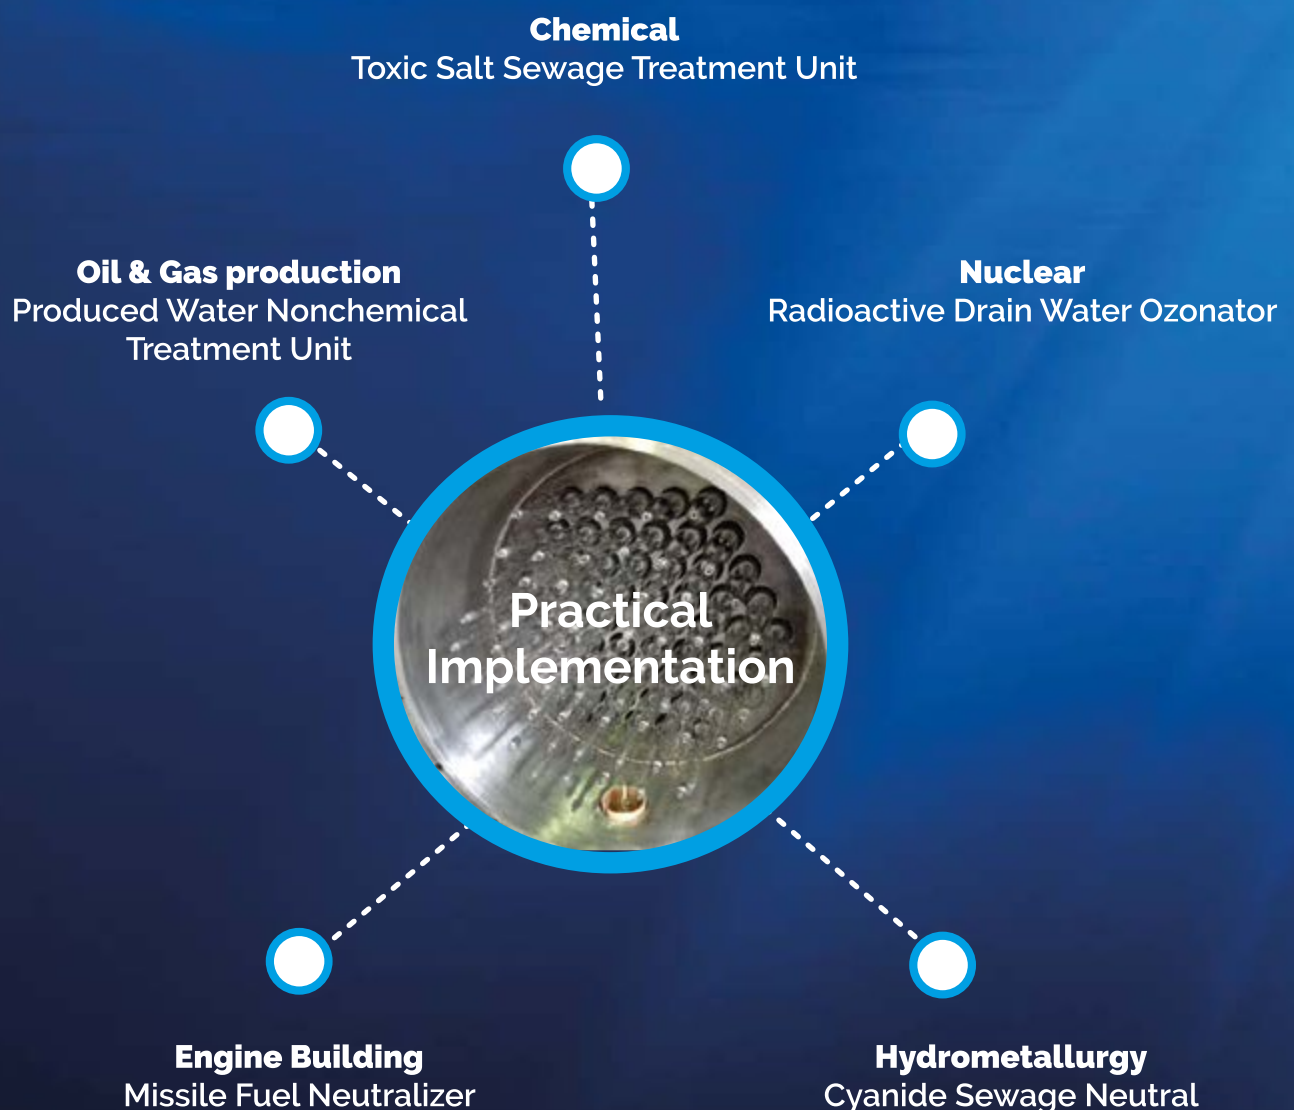 Chemical
Toxic Salt Sewage Treatment Unit
Oil & Gas production
Produced Water Nonchemical
Treatment Unit
Nuclear
Radioactive Drain Water Ozonator
Practical
Implementation
Engine Building
Missile Fuel Neutralizer
Hydrometallurgy
Cyanide Sewage Neutral